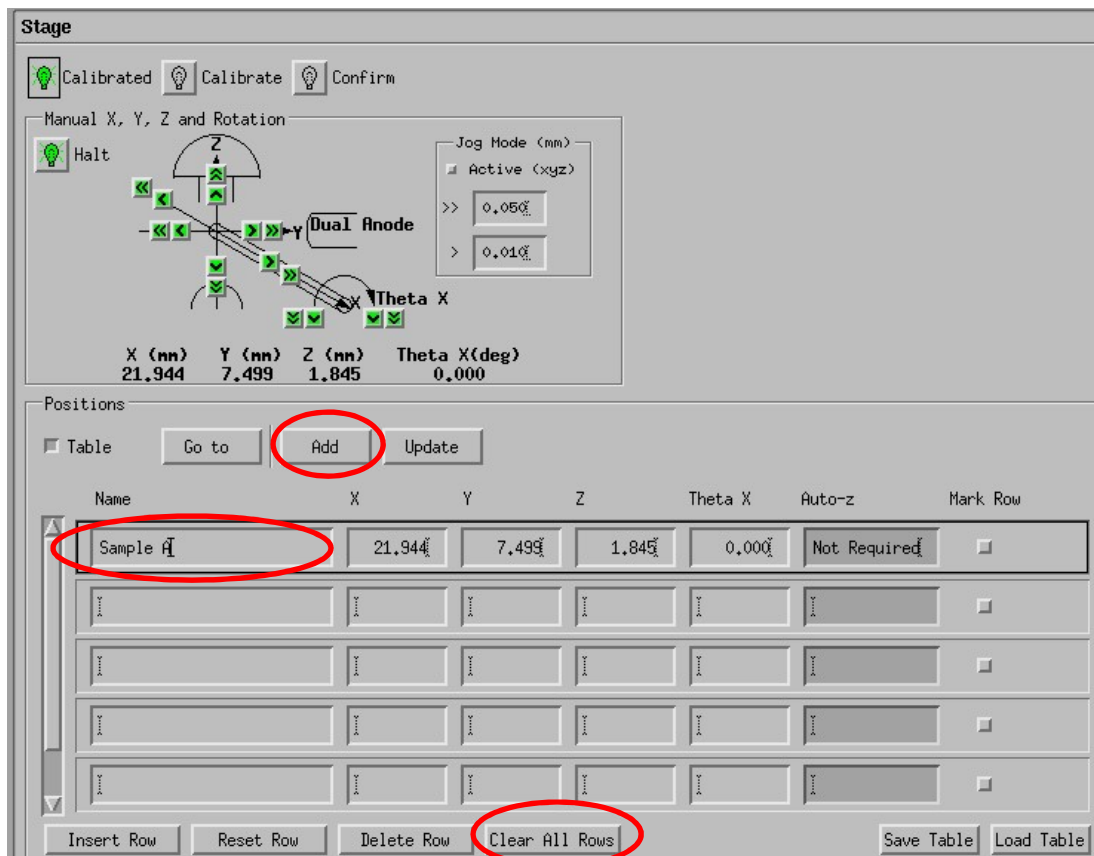 Stage
Calibrated Calibrate Confirm
Manual X, Y, Z and Rotation
Halt
Z
Jog Mode (mm)
Active (xyz)
>> 0.050
> 0.010
Y
Dual Anode
X
Theta X
X (mm) Y (mm) Z (mm) Theta X(deg)
21.944 7.499 1.845 0.000
Positions
Table Go to Add Update
Name X Y Z Theta X Auto-z Mark Row
Sample A 21.944 7.499 1.845 0.000 Not Required
Insert Row Reset Row Delete Row Clear All Rows Save Table Load Table